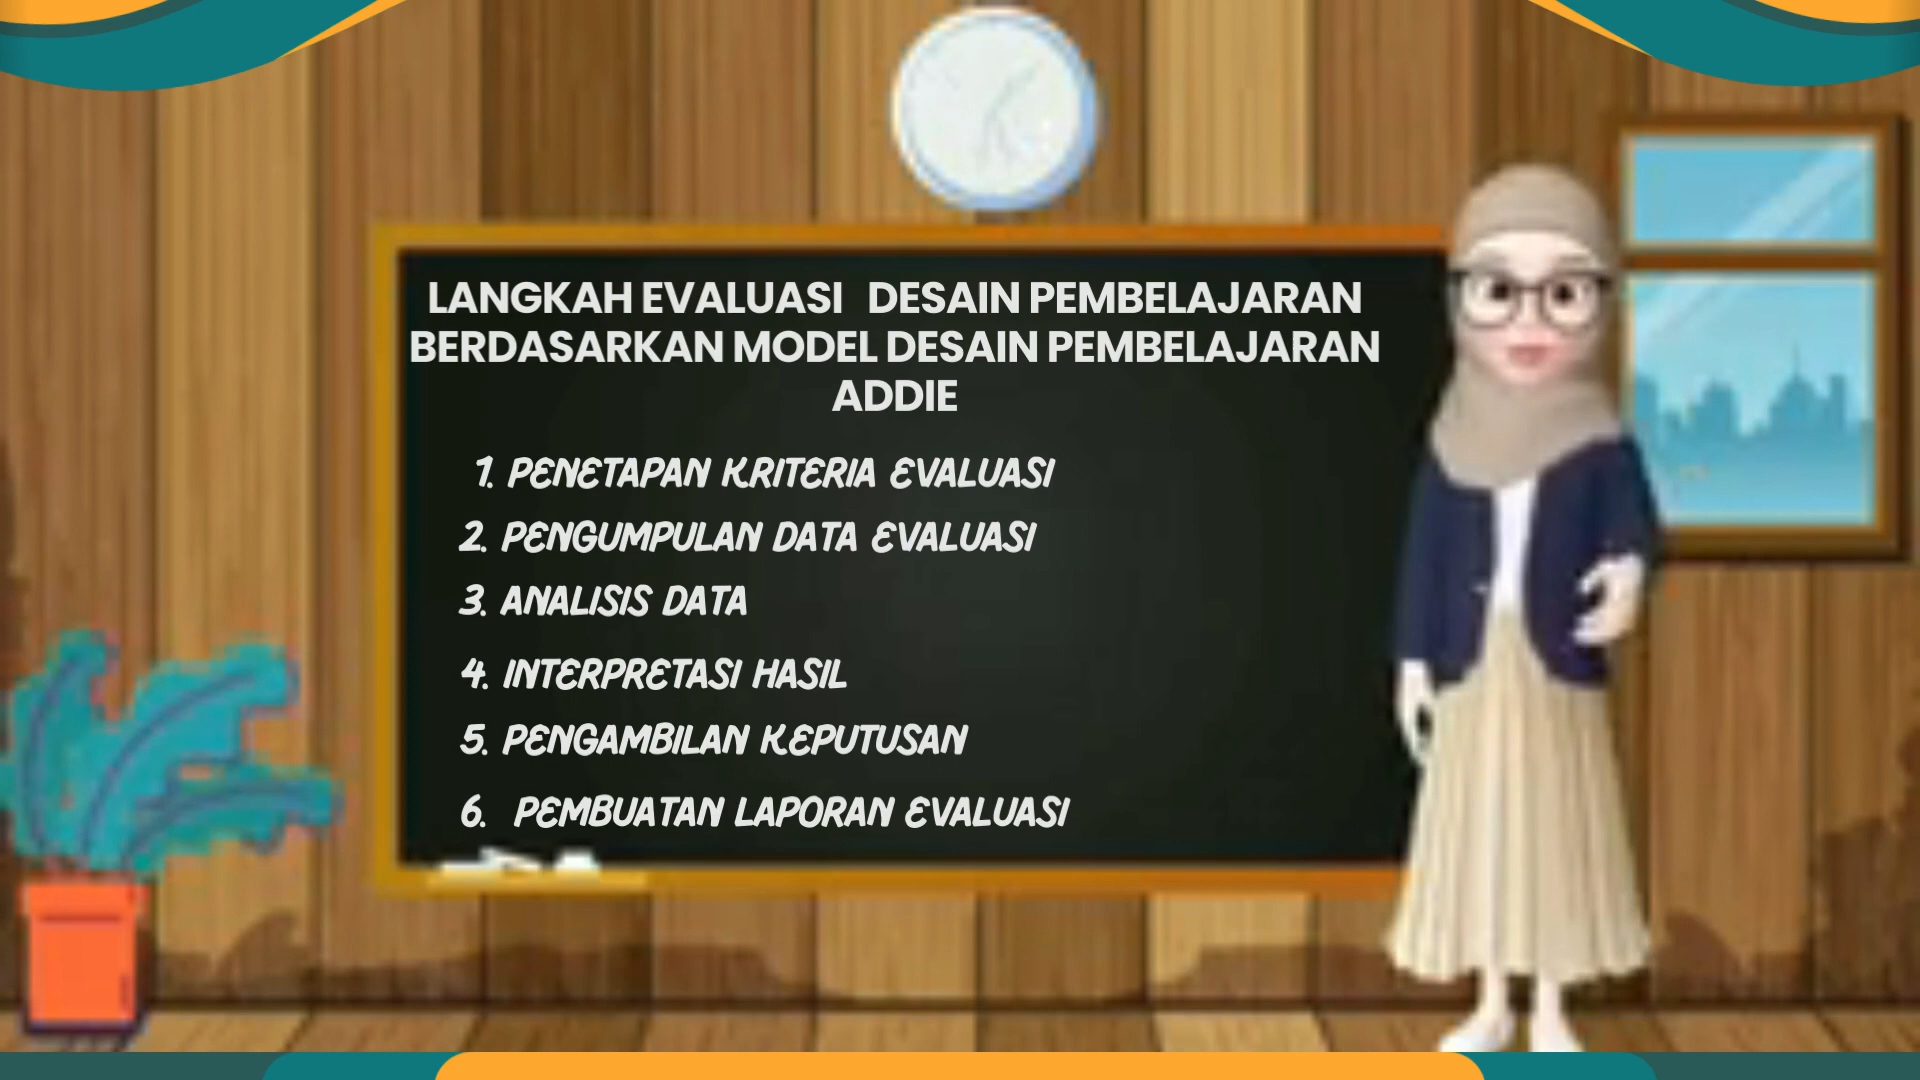 LANGKAH EVALUASI DESAIN PEMBELAJARAN
BERDASARKAN MODEL DESAIN PEMBELAJARAN
ADDIE
1. PENETAPAN KRITERIA EVALUASI
2. PENGUMPULAN DATA EVALUASI
3. ANALISIS DATA
4. INTERPRETASI HASIL
5. PENGAMBILAN KEPUTUSAN
6. PEMBUATAN LAPORAN EVALUASI